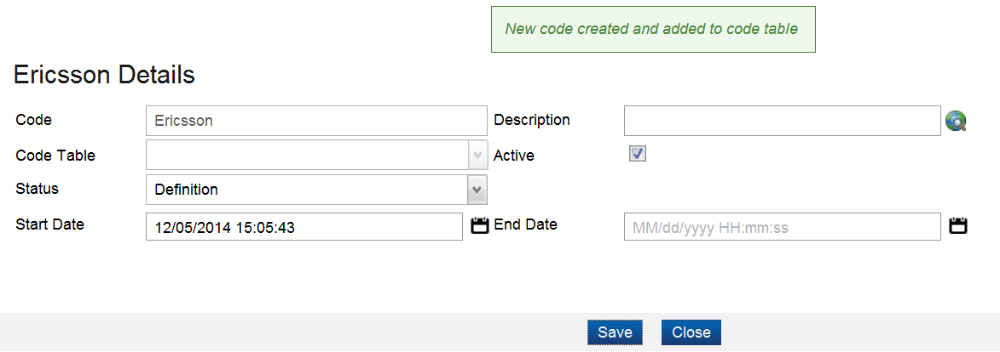 New code created and added to code table
Ericsson Details
Code Ericsson Description
Code Table Active
Status Definition
Start Date 12/05/2014 15:05:43 End Date MM/dd/yyyy HH:mm:ss
Save Close